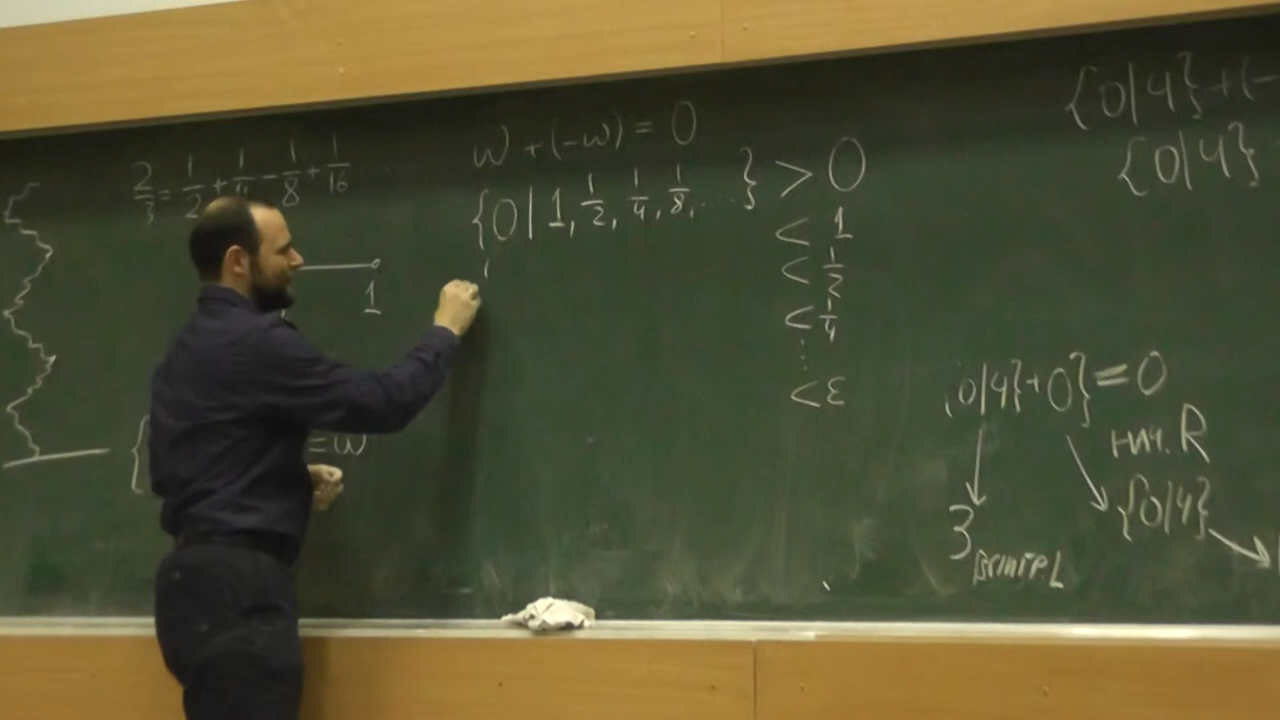 2/3 = 1/2 + 1/4 - 1/8 + 1/16 ...
1
= ω
ω + (-ω) = 0
{0 | 1, 1/2, 1/4, 1/8, ...} > 0
< 1
< 1/2
< 1/4
⋮
< ε
{0|4} + (-
{0|4}
0|4} + 0} = 0
нич. R
3
{0|4}